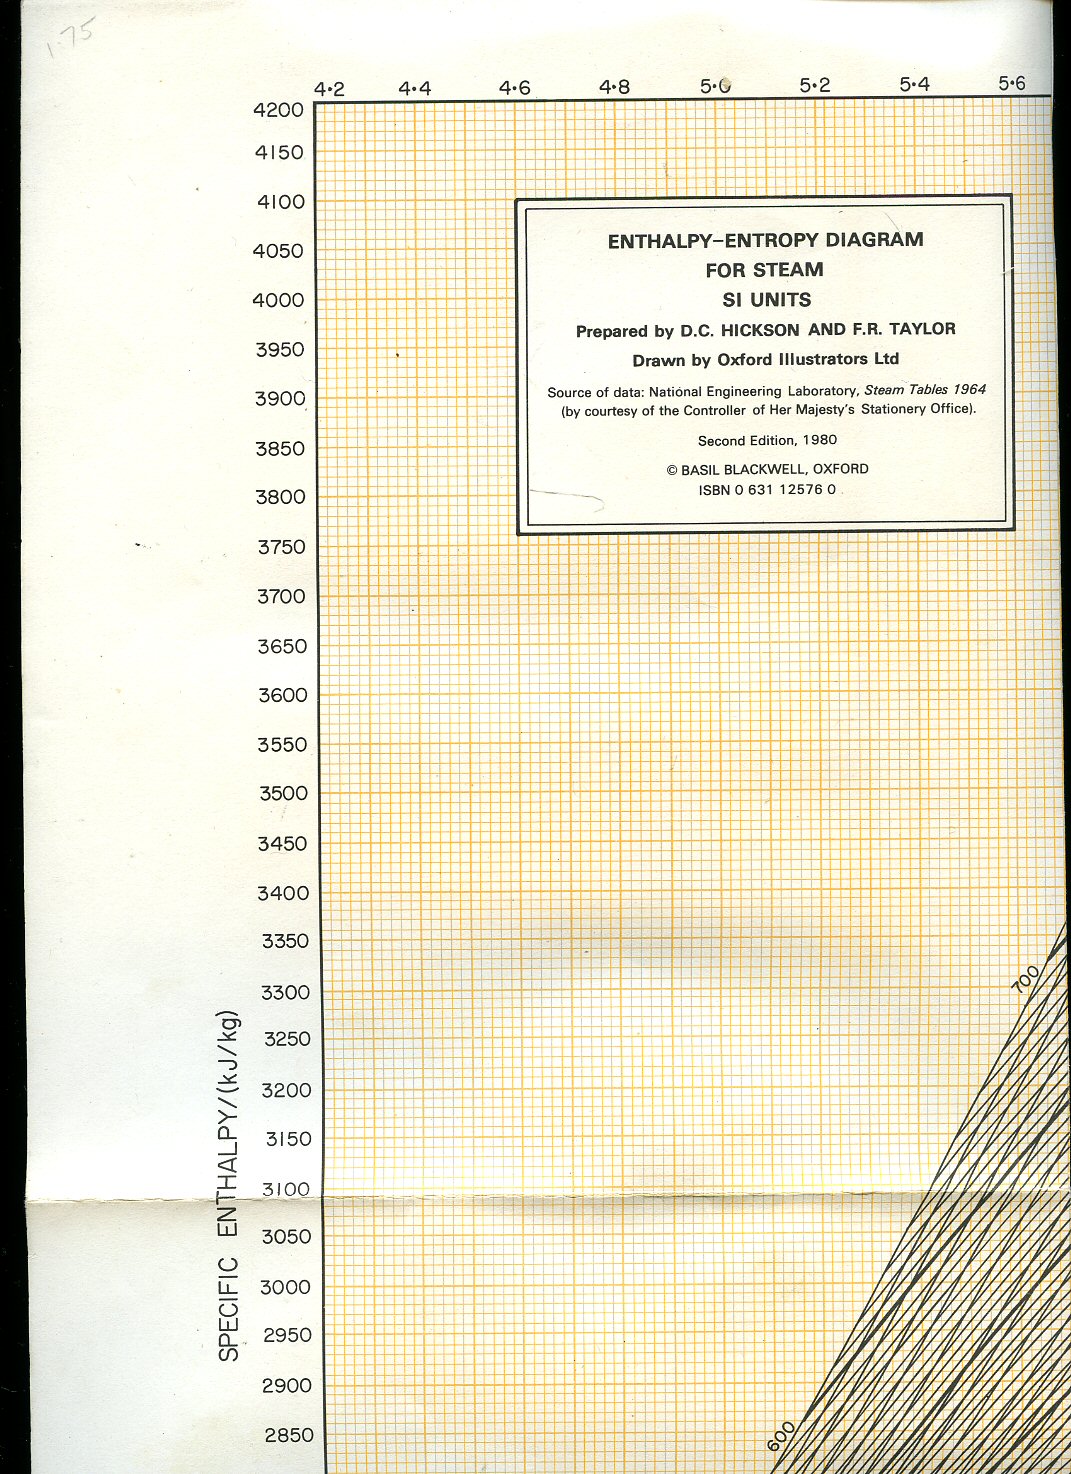 1.75
4·2 4·4 4·6 4·8 5·0 5·2 5·4 5·6
4200
4150
4100
4050
4000
3950
3900
3850
3800
3750
3700
3650
3600
3550
3500
3450
3400
3350
3300
3250
3200
3150
3100
3050
3000
2950
2900
2850
SPECIFIC ENTHALPY/(kJ/kg)
ENTHALPY–ENTROPY DIAGRAM
FOR STEAM
SI UNITS
Prepared by D.C. HICKSON AND F.R. TAYLOR
Drawn by Oxford Illustrators Ltd
Source of data: National Engineering Laboratory, Steam Tables 1964
(by courtesy of the Controller of Her Majesty's Stationery Office).
Second Edition, 1980
© BASIL BLACKWELL, OXFORD
ISBN 0 631 12576 0
700
600